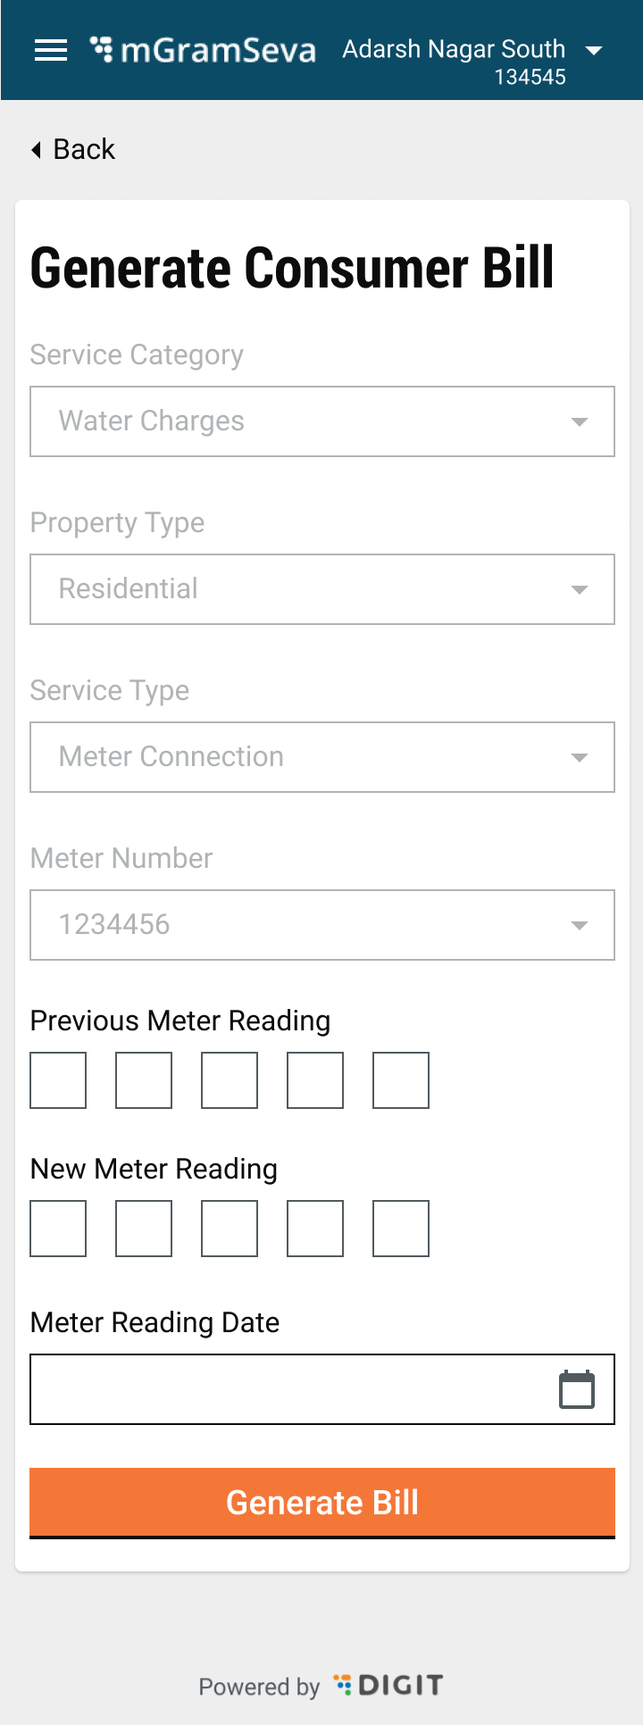 mGramSeva
Adarsh Nagar South
134545
Back
Generate Consumer Bill
Service Category
Water Charges
Property Type
Residential
Service Type
Meter Connection
Meter Number
1234456
Previous Meter Reading
New Meter Reading
Meter Reading Date
Generate Bill
Powered by DIGIT